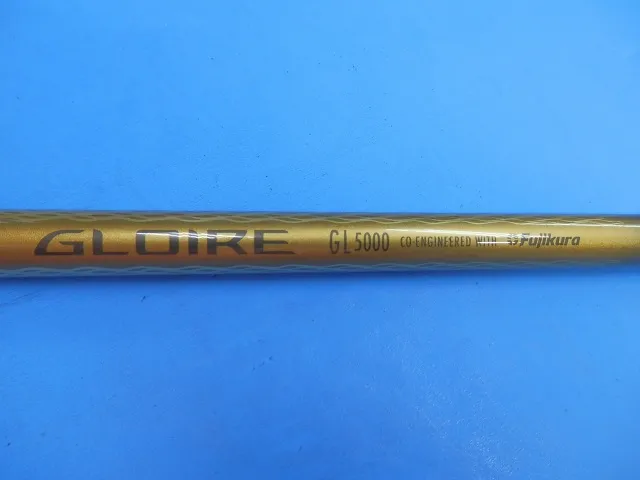 GLOIRE GL5000 CO-ENGINEERED WITH Fujikura